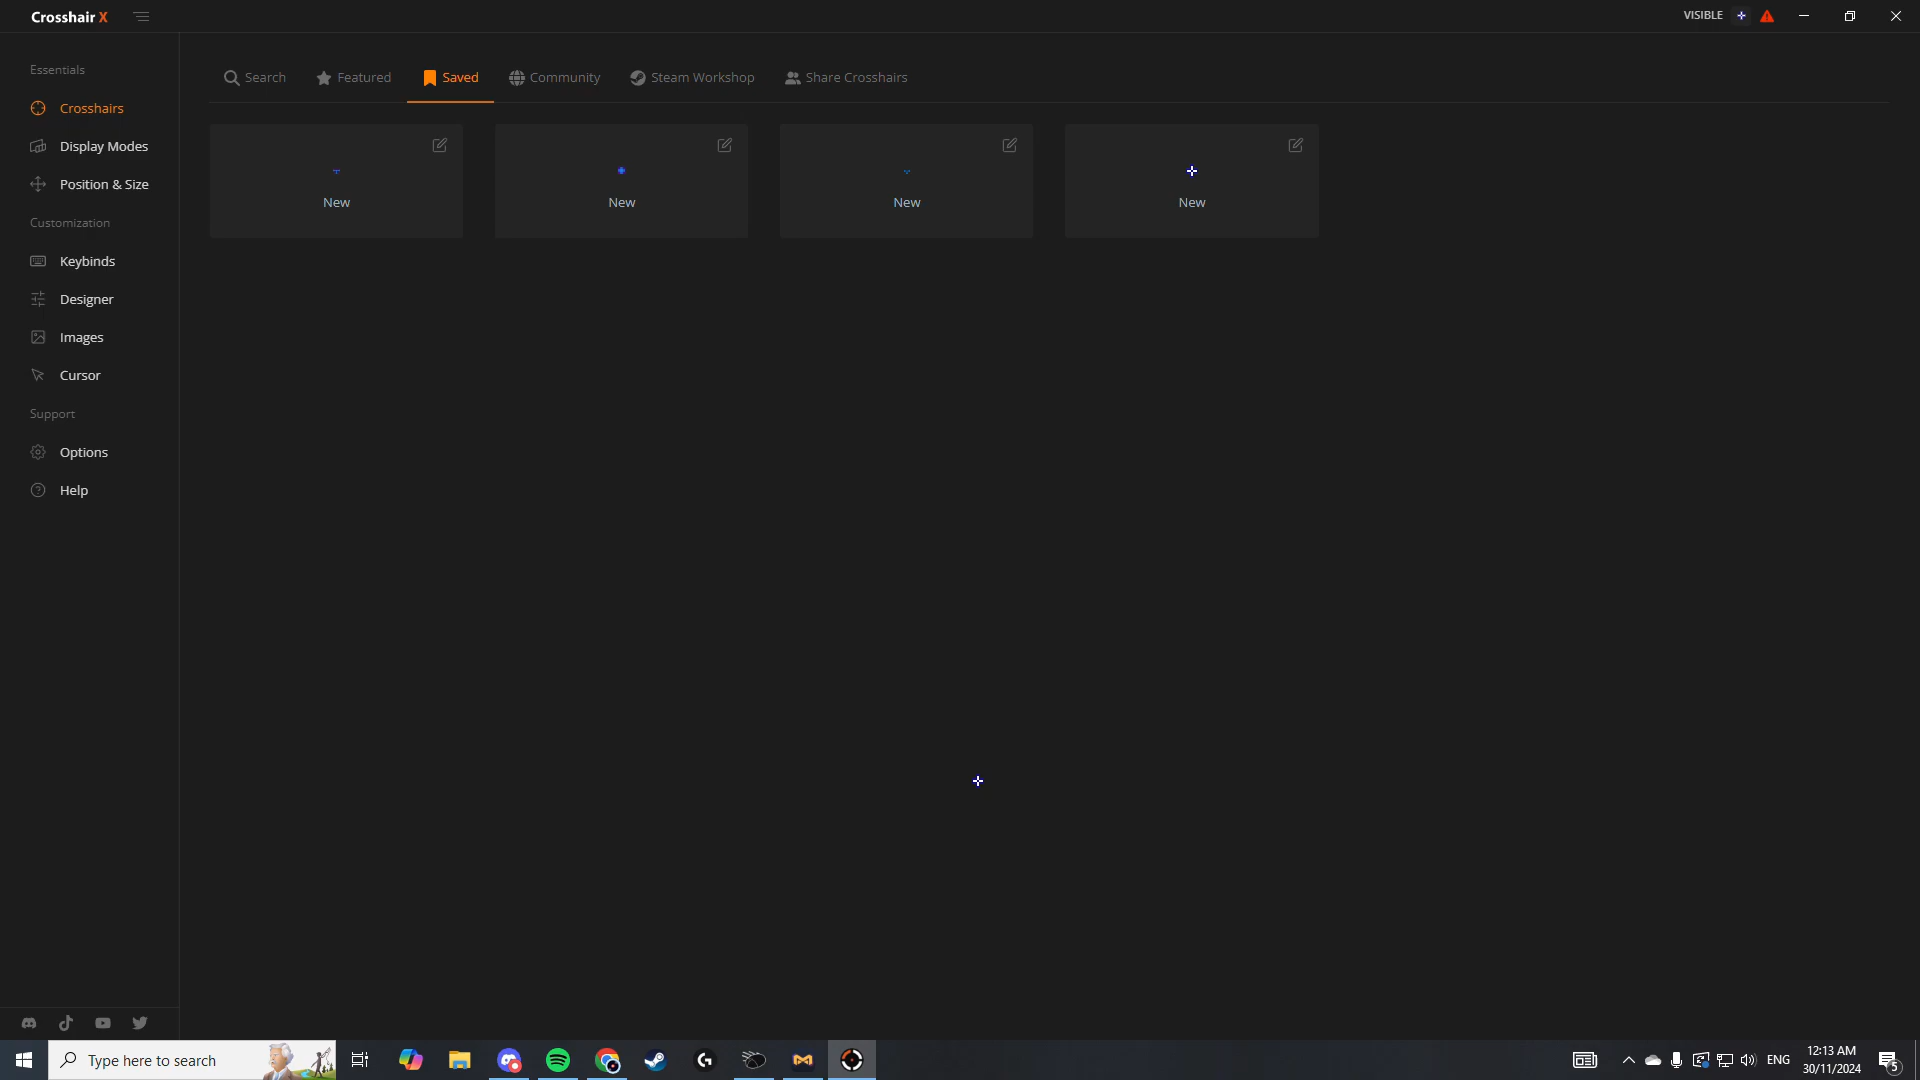 Crosshair X
VISIBLE
Essentials
Crosshairs
Display Modes
Position & Size
Customization
Keybinds
Designer
Images
Cursor
Support
Options
Help
Search
Featured
Saved
Community
Steam Workshop
Share Crosshairs
New
New
New
New
Type here to search
ENG
12:13 AM
30/11/2024
5